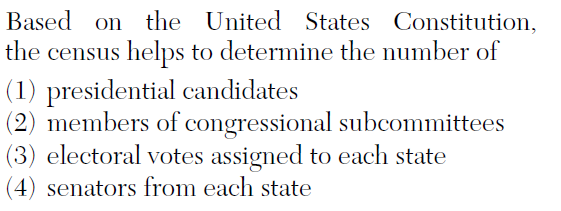 Based on the United States Constitution,
the census helps to determine the number of
(1) presidential candidates
(2) members of congressional subcommittees
(3) electoral votes assigned to each state
(4) senators from each state